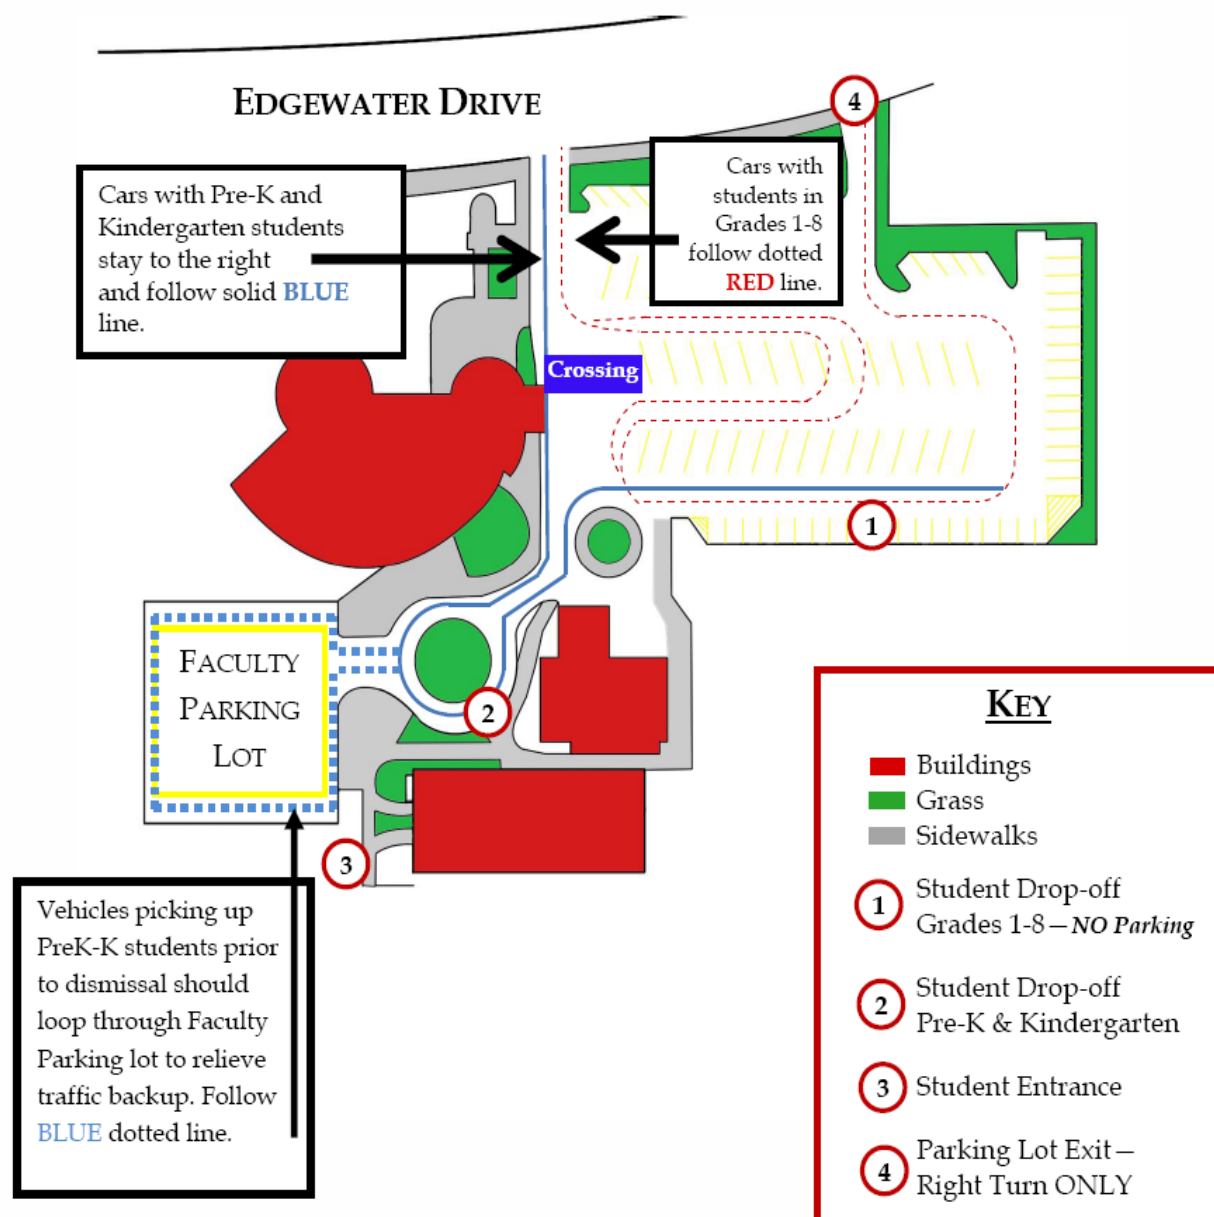 EDGEWATER DRIVE
4
Cars with Pre-K and
Kindergarten students
stay to the right
and follow solid BLUE
line.
Cars with
students in
Grades 1-8
follow dotted
RED line.
Crossing
1
FACULTY
PARKING
LOT
2
3
Vehicles picking up
PreK-K students prior
to dismissal should
loop through Faculty
Parking lot to relieve
traffic backup. Follow
BLUE dotted line.
KEY
Buildings
Grass
Sidewalks
1 Student Drop-off
Grades 1-8—NO Parking
2 Student Drop-off
Pre-K & Kindergarten
3 Student Entrance
4 Parking Lot Exit—
Right Turn ONLY